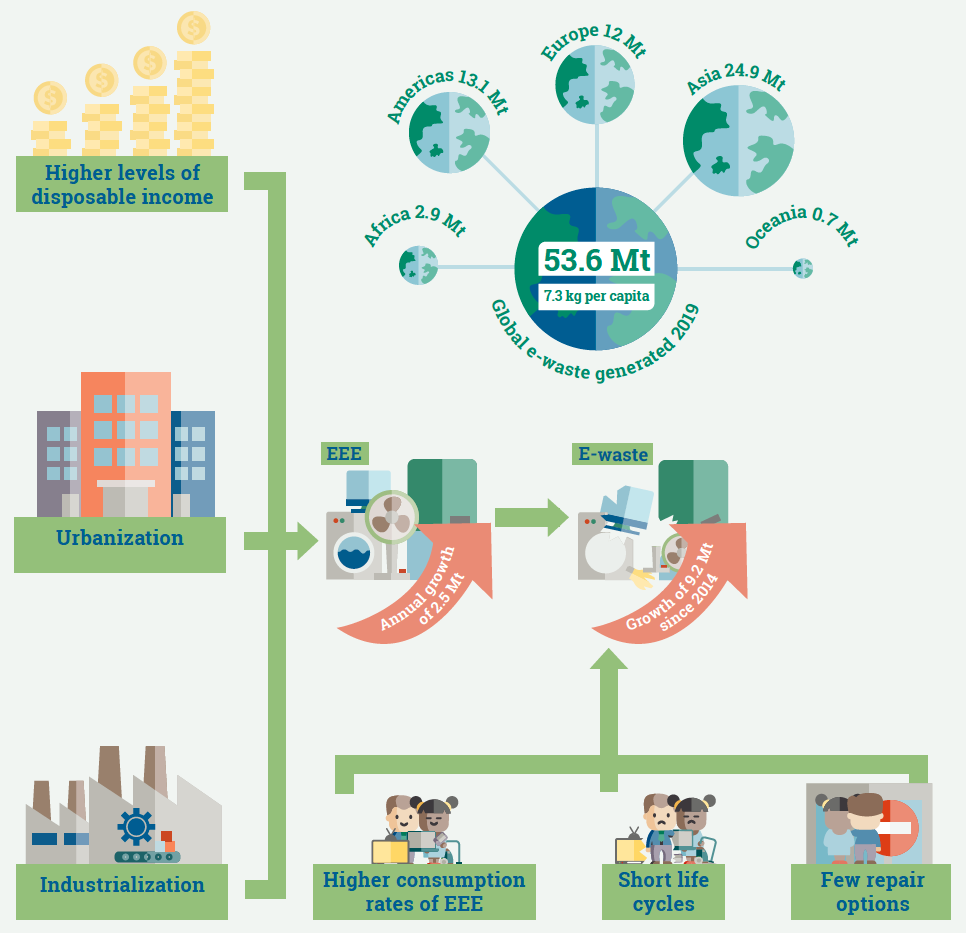 Higher levels of
disposable income
Americas 13.1 Mt
Europe 12 Mt
Asia 24.9 Mt
Africa 2.9 Mt
Oceania 0.7 Mt
53.6 Mt
7.3 kg per capita
Global e-waste generated 2019
Urbanization
EEE
Annual growth
of 2.5 Mt
E-waste
Growth of 9.2 Mt
since 2014
Industrialization
Higher consumption
rates of EEE
Short life
cycles
Few repair
options